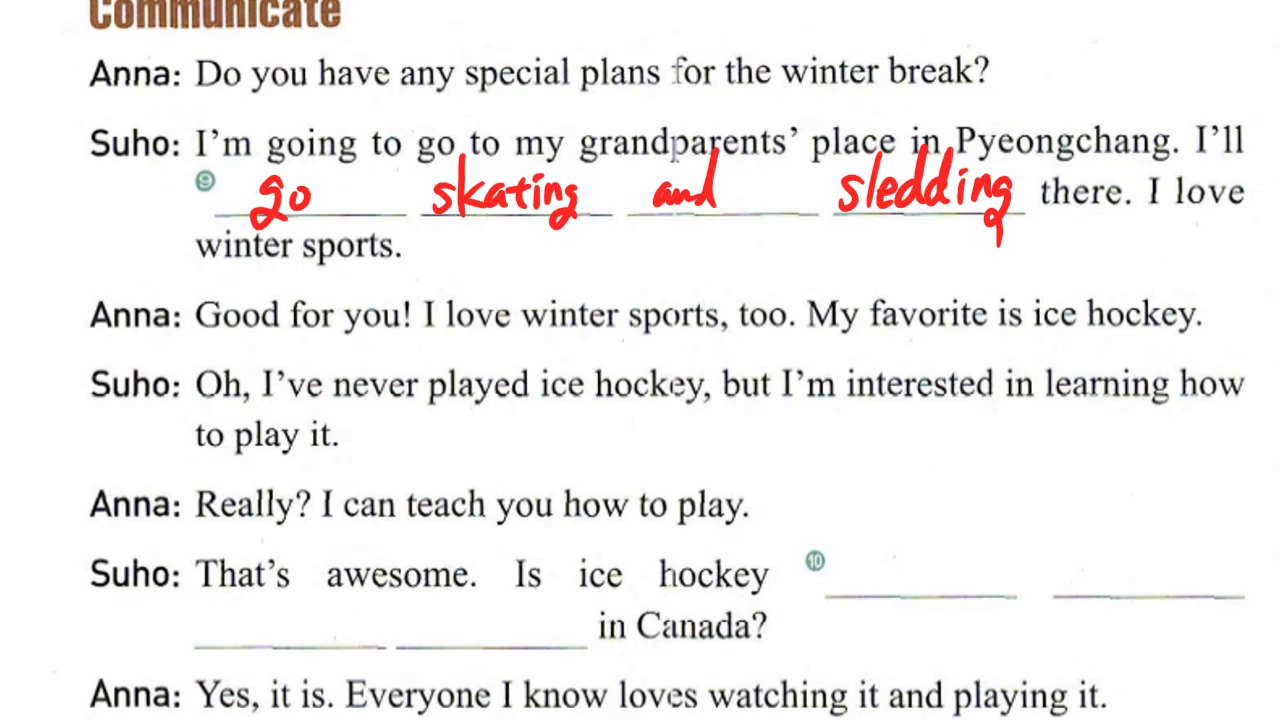 Communicate
Anna: Do you have any special plans for the winter break?
Suho: I'm going to go to my grandparents' place in Pyeongchang. I'll
⑨ go skating and sledding there. I love
winter sports.
Anna: Good for you! I love winter sports, too. My favorite is ice hockey.
Suho: Oh, I've never played ice hockey, but I'm interested in learning how
to play it.
Anna: Really? I can teach you how to play.
Suho: That's awesome. Is ice hockey ⑩
in Canada?
Anna: Yes, it is. Everyone I know loves watching it and playing it.